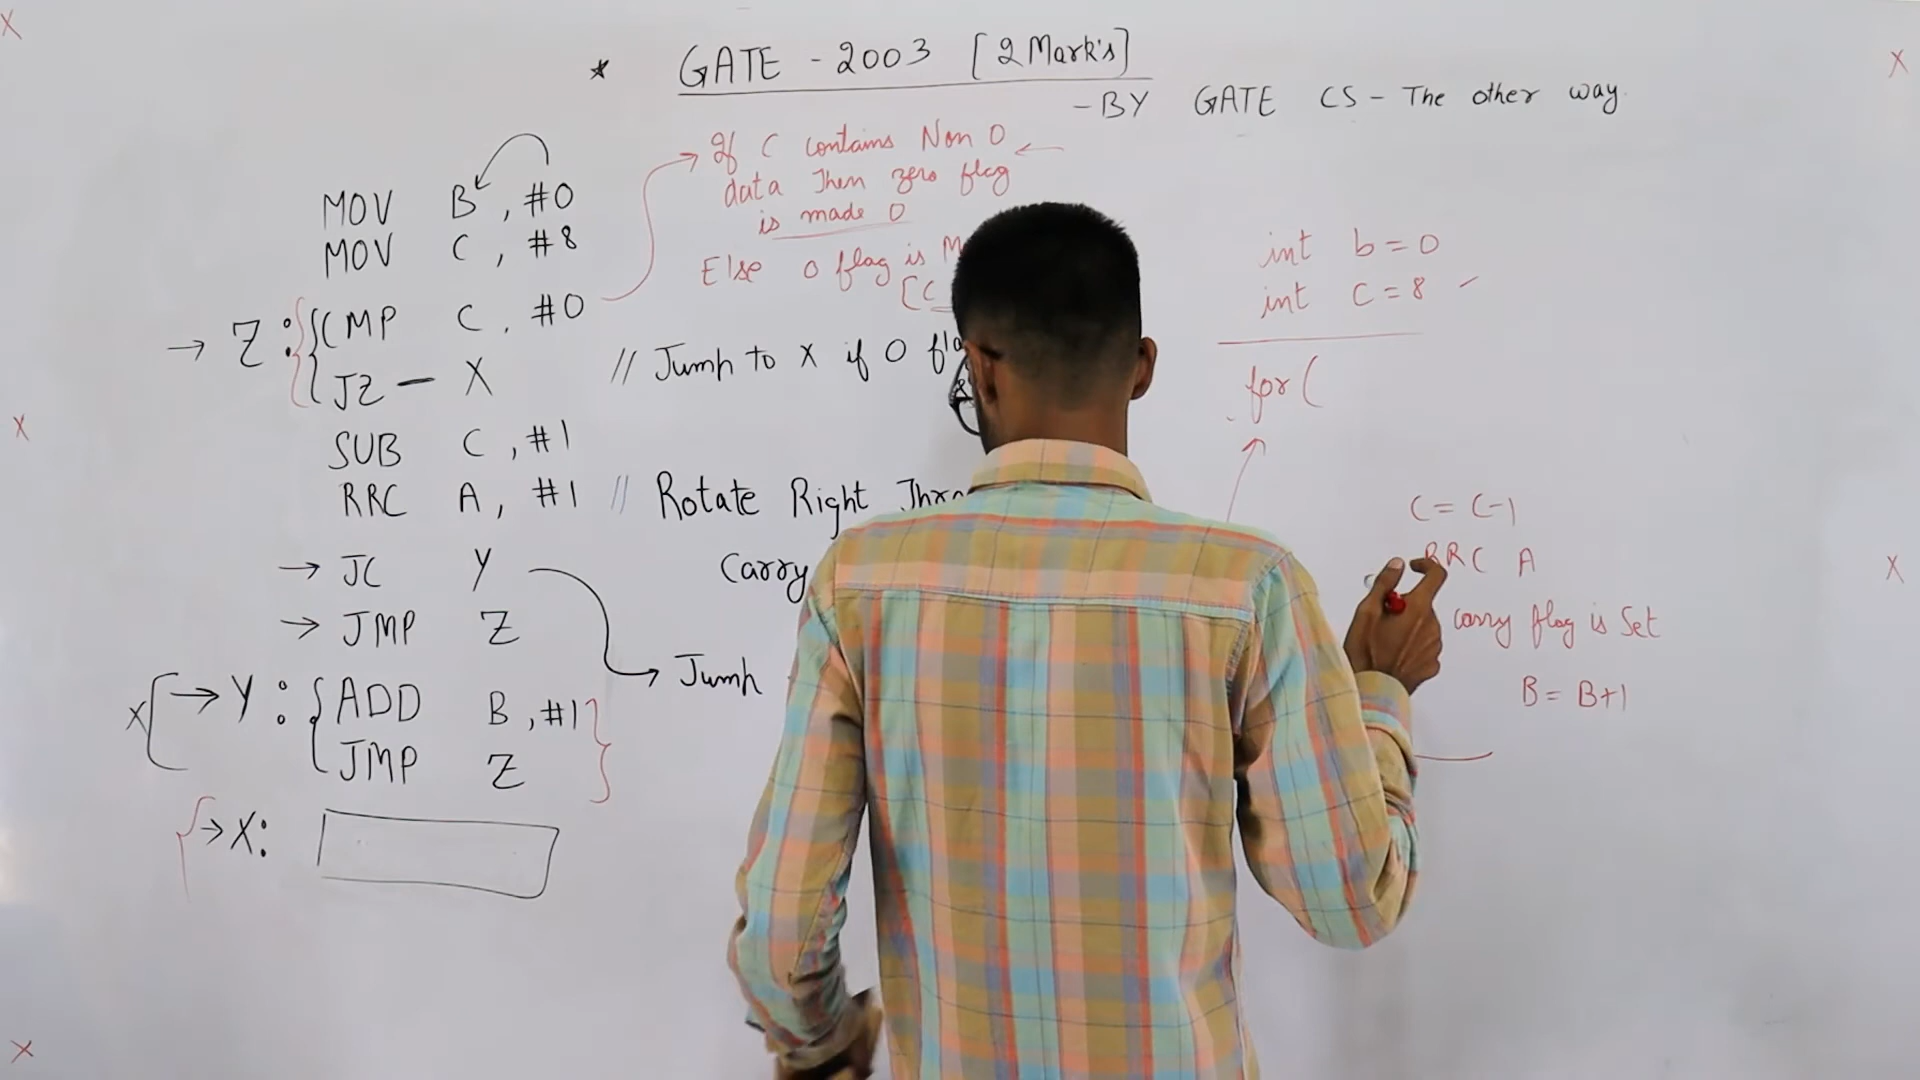 * GATE - 2003 [2 Mark's]
- BY GATE CS - The other way.
MOV B, #0
MOV C, #8
Z: CMP C, #0
JZ - X // Jump to X if 0
SUB C, #1
RRC A, #1 // Rotate Right
Carry
→ JC Y
→ JMP Z
Jump
X → Y: ADD B, #1
JMP Z
→ X:
→ If C contains Non 0
data Then zero flag
is made 0
Else 0 flag is
[C
int b = 0
int C = 8
for (
C = C-1
RRC A
carry flag is Set
B = B+1